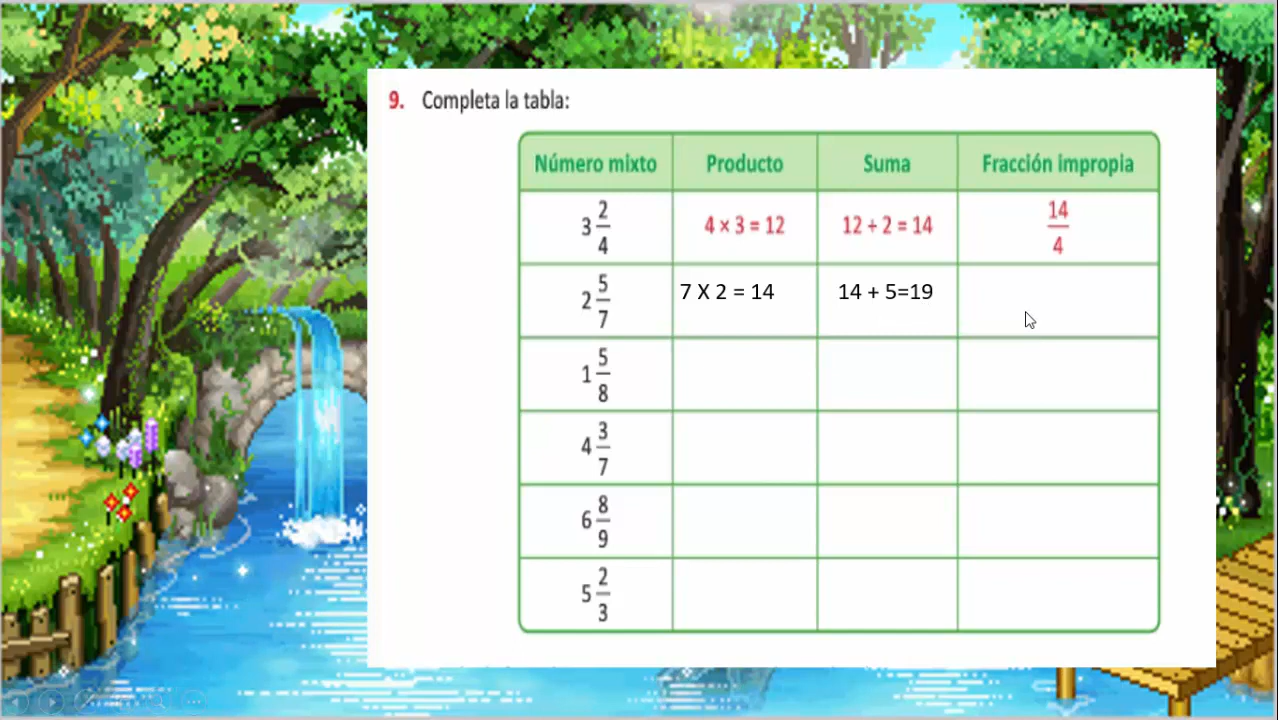 9. Completa la tabla:
Número mixto Producto Suma Fracción impropia
3 2/4 4 × 3 = 12 12 + 2 = 14 14/4
2 5/7 7 X 2 = 14 14 + 5=19
1 5/8
4 3/7
6 8/9
5 2/3